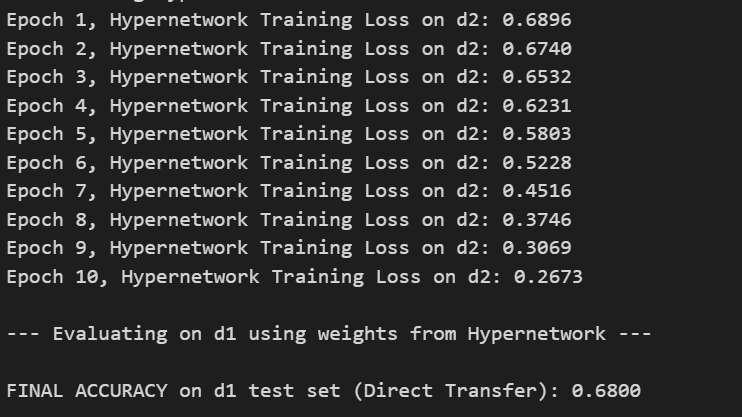 Epoch 1, Hypernetwork Training Loss on d2: 0.6896
Epoch 2, Hypernetwork Training Loss on d2: 0.6740
Epoch 3, Hypernetwork Training Loss on d2: 0.6532
Epoch 4, Hypernetwork Training Loss on d2: 0.6231
Epoch 5, Hypernetwork Training Loss on d2: 0.5803
Epoch 6, Hypernetwork Training Loss on d2: 0.5228
Epoch 7, Hypernetwork Training Loss on d2: 0.4516
Epoch 8, Hypernetwork Training Loss on d2: 0.3746
Epoch 9, Hypernetwork Training Loss on d2: 0.3069
Epoch 10, Hypernetwork Training Loss on d2: 0.2673
--- Evaluating on d1 using weights from Hypernetwork ---
FINAL ACCURACY on d1 test set (Direct Transfer): 0.6800